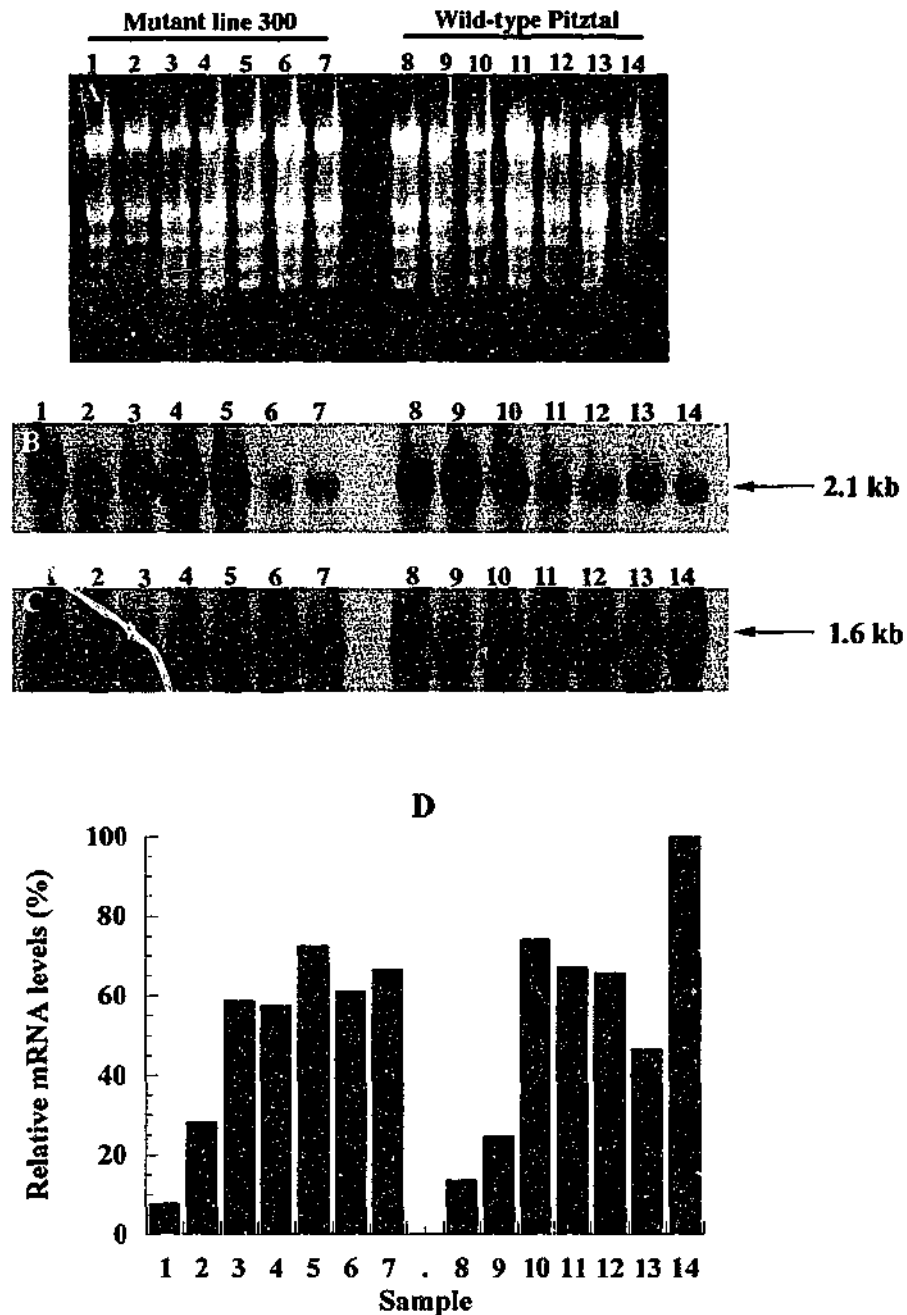 Mutant line 300 Wild-type Pitztal
1 2 3 4 5 6 7 8 9 10 11 12 13 14
A
1 2 3 4 5 6 7 8 9 10 11 12 13 14
B
2.1 kb
1 2 3 4 5 6 7 8 9 10 11 12 13 14
C
1.6 kb
D
Relative mRNA levels (%)
100
80
60
40
20
0
1 2 3 4 5 6 7 . 8 9 10 11 12 13 14
Sample